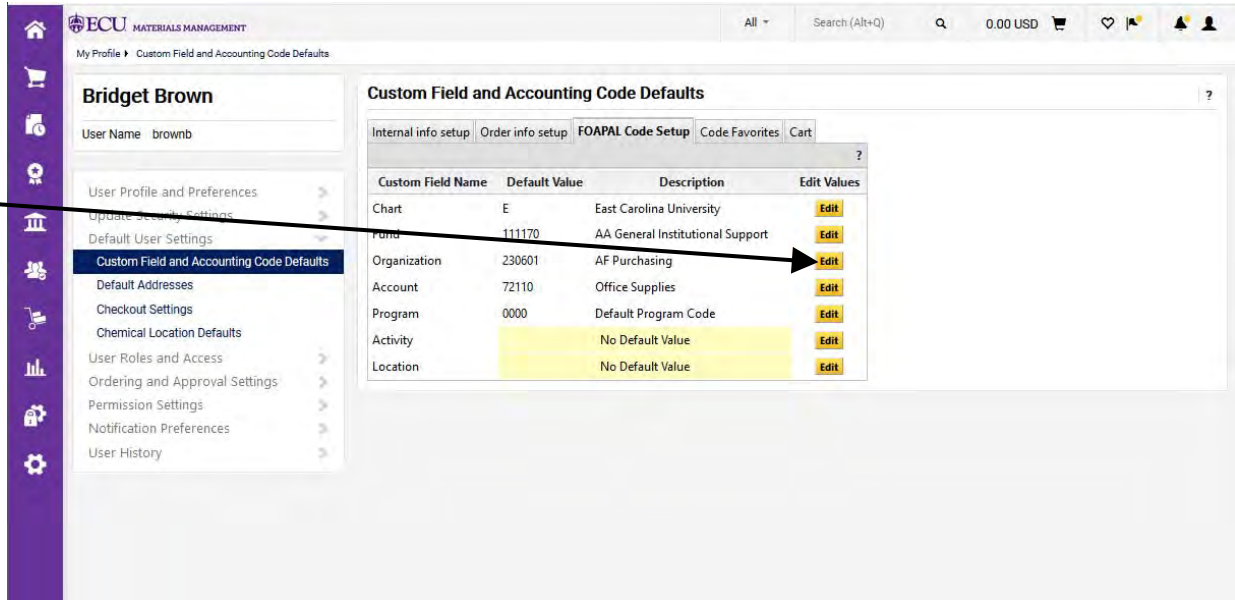 ECU MATERIALS MANAGEMENT
All
Search (Alt+Q)
0.00 USD
My Profile
Custom Field and Accounting Code Defaults
Bridget Brown
User Name brownb
User Profile and Preferences
Update Security Settings
Default User Settings
Custom Field and Accounting Code Defaults
Default Addresses
Checkout Settings
Chemical Location Defaults
User Roles and Access
Ordering and Approval Settings
Permission Settings
Notification Preferences
User History
Custom Field and Accounting Code Defaults ?
Internal info setup Order info setup FOAPAL Code Setup Code Favorites Cart
?
Custom Field Name Default Value Description Edit Values
Chart E East Carolina University Edit
Fund 111170 AA General Institutional Support Edit
Organization 230601 AF Purchasing Edit
Account 72110 Office Supplies Edit
Program 0000 Default Program Code Edit
Activity No Default Value Edit
Location No Default Value Edit